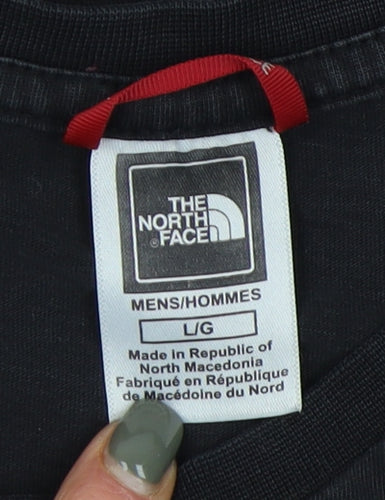 THE
NORTH
FACE
MENS/HOMMES
L/G
Made in Republic of
North Macedonia
Fabriqué en République
de Macédoine du Nord